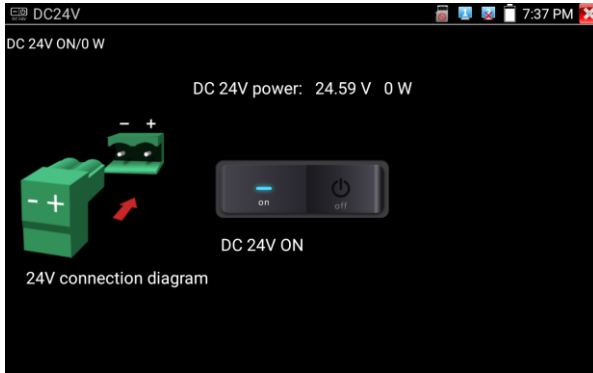 DC24V
7:37 PM
DC 24V ON/0 W
DC 24V power: 24.59 V 0 W
- +
- +
on
off
DC 24V ON
24V connection diagram